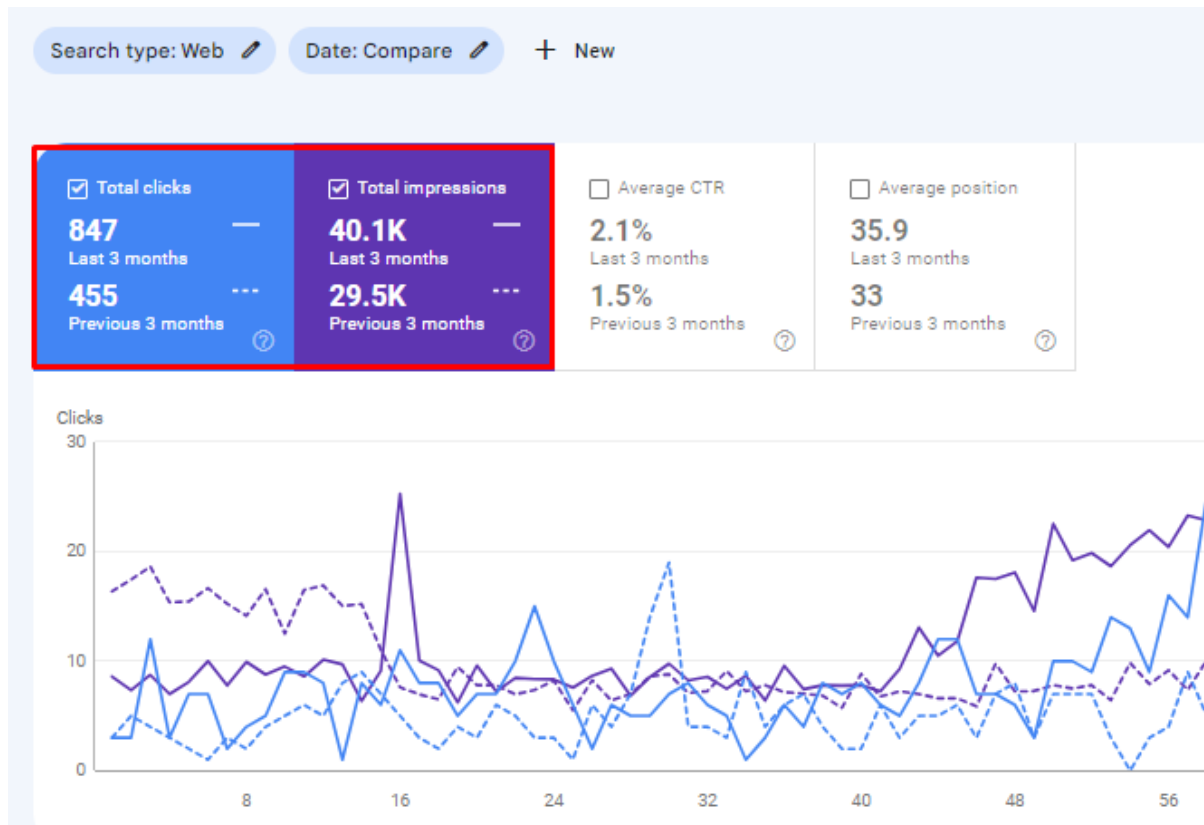 Search type: Web
Date: Compare
+ New
Total clicks
847
Last 3 months
455
Previous 3 months
Total impressions
40.1K
Last 3 months
29.5K
Previous 3 months
Average CTR
2.1%
Last 3 months
1.5%
Previous 3 months
Average position
35.9
Last 3 months
33
Previous 3 months
Clicks
30
20
10
0
8 16 24 32 40 48 56